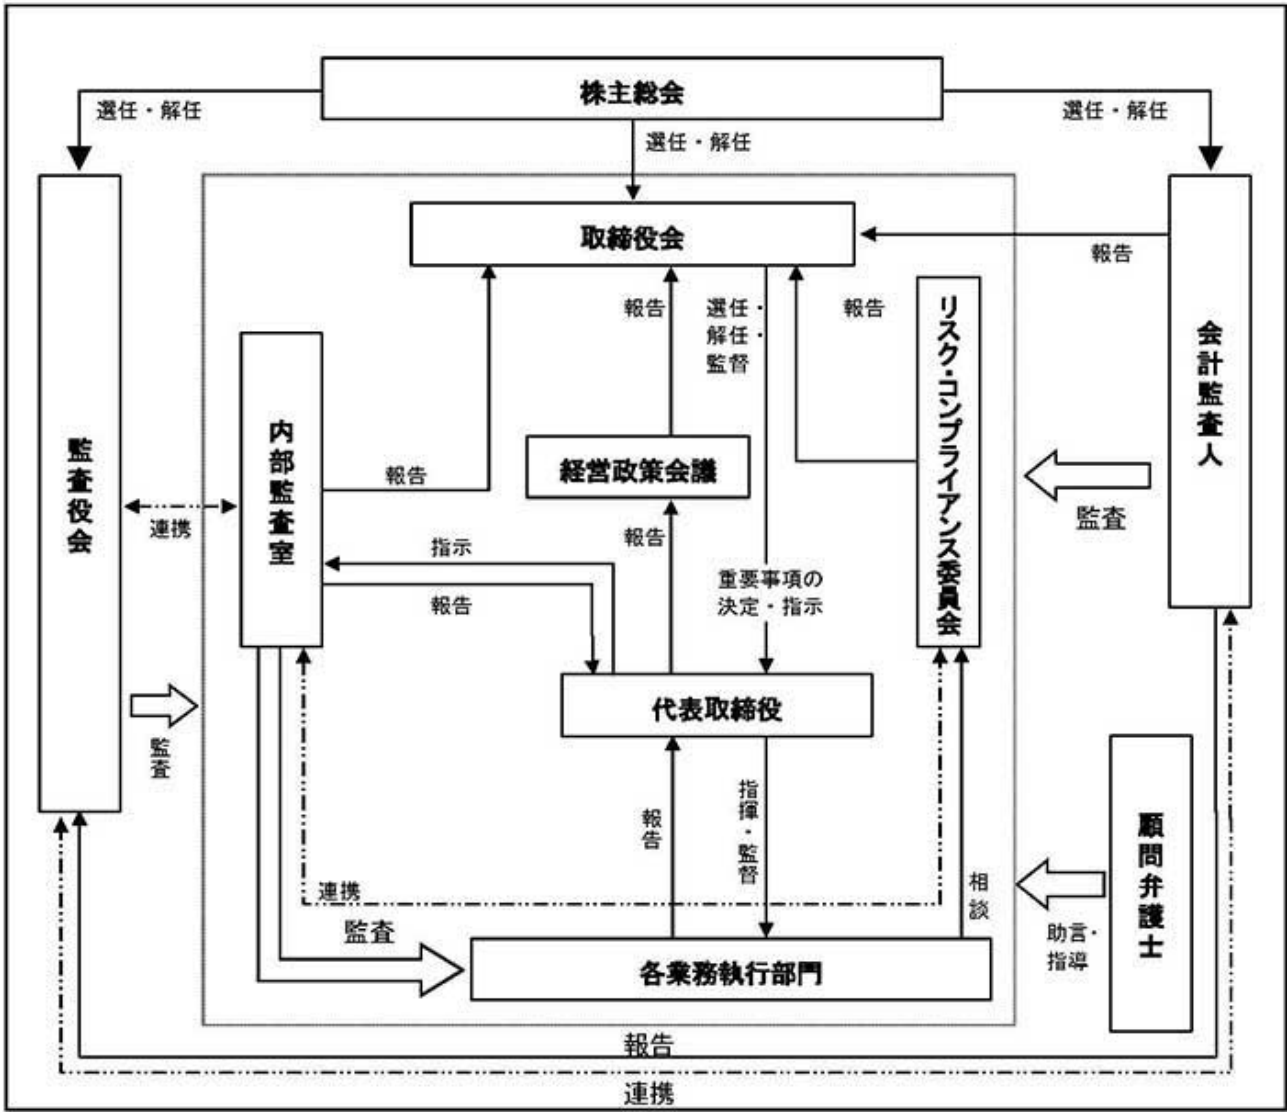 株主総会
選任・解任
選任・解任
選任・解任
取締役会
報告
報告
選任・
解任・
監督
報告
リスク・コンプライアンス委員会
会計監査人
監査役会
内部監査室
経営政策会議
報告
監査
連携
指示
報告
報告
重要事項の
決定・指示
代表取締役
監査
報告
指揮・監督
顧問弁護士
連携
相談
監査
助言・
指導
各業務執行部門
報告
連携